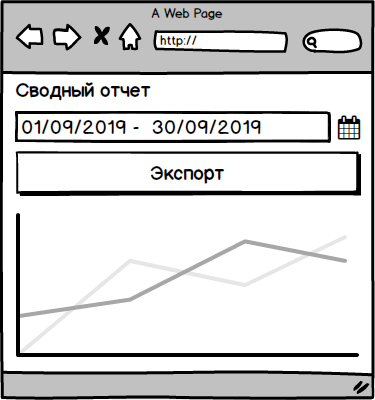 A Web Page
http://
Сводный отчет
01/09/2019 - 30/09/2019
Экспорт